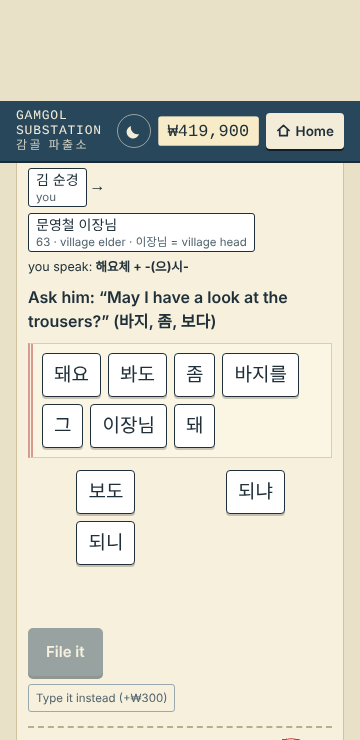 GAMGOL
SUBSTATION
감골 파출소
₩419,900
Home
김 순경
you
→
문영철 이장님
63 · village elder · 이장님 = village head
you speak: 해요체 + -(으)시-
Ask him: “May I have a look at the
trousers?” (바지, 좀, 보다)
돼요 봐도 좀 바지를
그 이장님 돼
보도 되냐
되니
File it
Type it instead (+₩300)